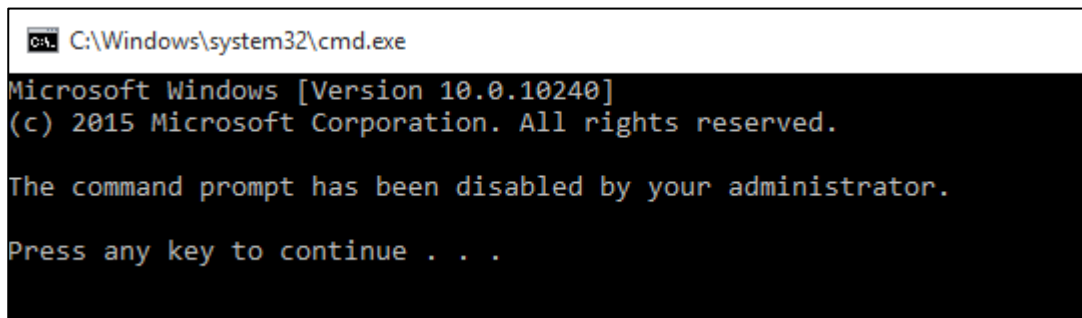 C:\Windows\system32\cmd.exe
Microsoft Windows [Version 10.0.10240]
(c) 2015 Microsoft Corporation. All rights reserved.
The command prompt has been disabled by your administrator.
Press any key to continue . . .